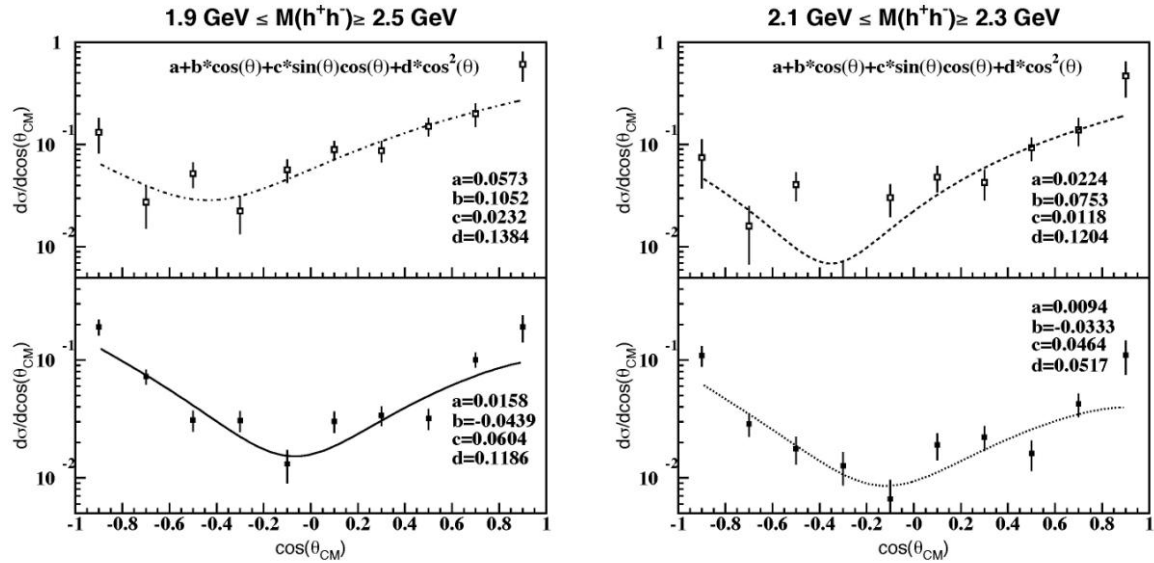 1.9 GeV ≤ M(h⁺h⁻) ≥ 2.5 GeV
dσ/dcos(θ_CM)
1
10⁻¹
10⁻²
a+b*cos(θ)+c*sin(θ)cos(θ)+d*cos²(θ)
a=0.0573
b=0.1052
c=0.0232
d=0.1384
dσ/dcos(θ_CM)
10⁻¹
10⁻²
a=0.0158
b=-0.0439
c=0.0604
d=0.1186
-1 -0.8 -0.6 -0.4 -0.2 -0 0.2 0.4 0.6 0.8 1
cos(θ_CM)
2.1 GeV ≤ M(h⁺h⁻) ≥ 2.3 GeV
dσ/dcos(θ_CM)
1
10⁻¹
10⁻²
a+b*cos(θ)+c*sin(θ)cos(θ)+d*cos²(θ)
a=0.0224
b=0.0753
c=0.0118
d=0.1204
dσ/dcos(θ_CM)
10⁻¹
10⁻²
a=0.0094
b=-0.0333
c=0.0464
d=0.0517
-1 -0.8 -0.6 -0.4 -0.2 -0 0.2 0.4 0.6 0.8 1
cos(θ_CM)